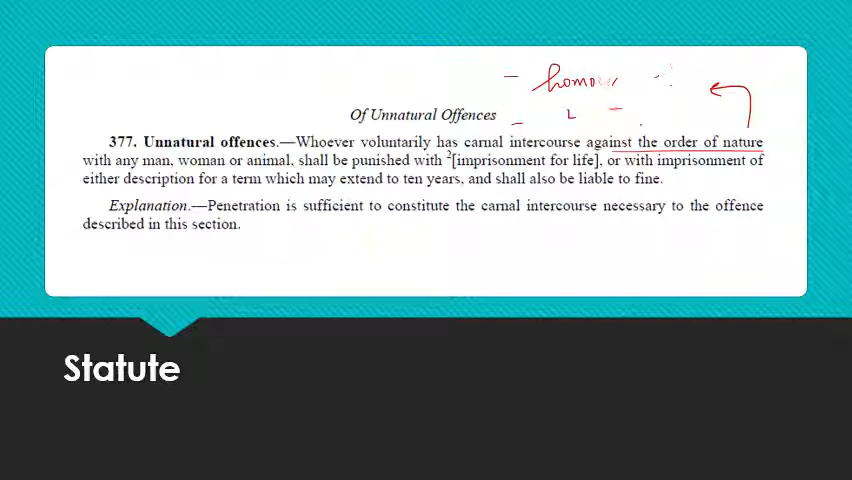 Of Unnatural Offences
377. Unnatural offences.—Whoever voluntarily has carnal intercourse against the order of nature
with any man, woman or animal, shall be punished with 2[imprisonment for life], or with imprisonment of
either description for a term which may extend to ten years, and shall also be liable to fine.
Explanation.—Penetration is sufficient to constitute the carnal intercourse necessary to the offence
described in this section.
Statute